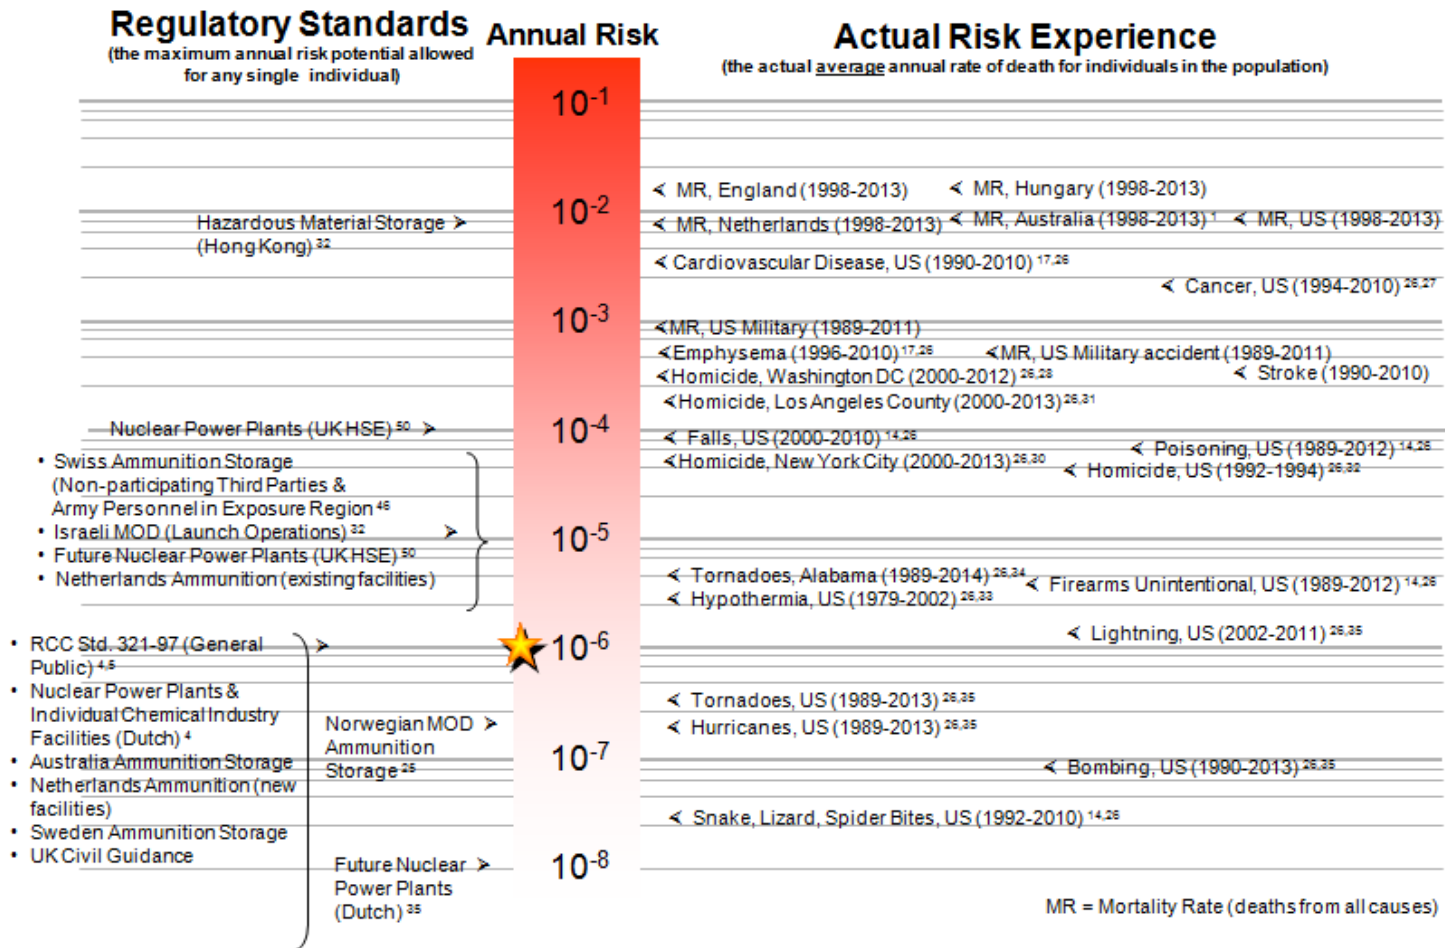 Regulatory Standards
(the maximum annual risk potential allowed
for any single individual)
Annual Risk
Actual Risk Experience
(the actual average annual rate of death for individuals in the population)
10⁻¹
10⁻²
10⁻³
10⁻⁴
10⁻⁵
10⁻⁶
10⁻⁷
10⁻⁸
Hazardous Material Storage ➢
(Hong Kong) ³²
Nuclear Power Plants (UK HSE) ⁵⁰ ➢
• Swiss Ammunition Storage
(Non-participating Third Parties &
Army Personnel in Exposure Region ⁴⁶
• Israeli MOD (Launch Operations) ³² ➢
• Future Nuclear Power Plants (UK HSE) ⁵⁰
• Netherlands Ammunition (existing facilities)
• RCC Std. 321-97 (General ➢
Public) ⁴,⁵
• Nuclear Power Plants &
Individual Chemical Industry
Facilities (Dutch) ⁴
• Australia Ammunition Storage
• Netherlands Ammunition (new
facilities)
• Sweden Ammunition Storage
• UK Civil Guidance
Norwegian MOD ➢
Ammunition
Storage ²⁵
Future Nuclear ➢
Power Plants
(Dutch) ³⁵
MR, England (1998-2013)
MR, Hungary (1998-2013)
MR, Netherlands (1998-2013)
MR, Australia (1998-2013) ¹
MR, US (1998-2013)
Cardiovascular Disease, US (1990-2010) ¹⁷,²⁶
Cancer, US (1994-2010) ²⁶,²⁷
MR, US Military (1989-2011)
Emphysema (1996-2010) ¹⁷,²⁶
MR, US Military accident (1989-2011)
Homicide, Washington DC (2000-2012) ²⁶,²⁸
Stroke (1990-2010)
Homicide, Los Angeles County (2000-2013) ²⁶,³¹
Falls, US (2000-2010) ¹⁴,²⁶
Poisoning, US (1989-2012) ¹⁴,²⁶
Homicide, New York City (2000-2013) ²⁶,³⁰
Homicide, US (1992-1994) ²⁶,³²
Tornadoes, Alabama (1989-2014) ²⁶,³⁴
Firearms Unintentional, US (1989-2012) ¹⁴,²⁶
Hypothermia, US (1979-2002) ²⁶,³³
Lightning, US (2002-2011) ²⁶,³⁵
Tornadoes, US (1989-2013) ²⁶,³⁵
Hurricanes, US (1989-2013) ²⁶,³⁵
Bombing, US (1990-2013) ²⁶,³⁵
Snake, Lizard, Spider Bites, US (1992-2010) ¹⁴,²⁶
MR = Mortality Rate (deaths from all causes)